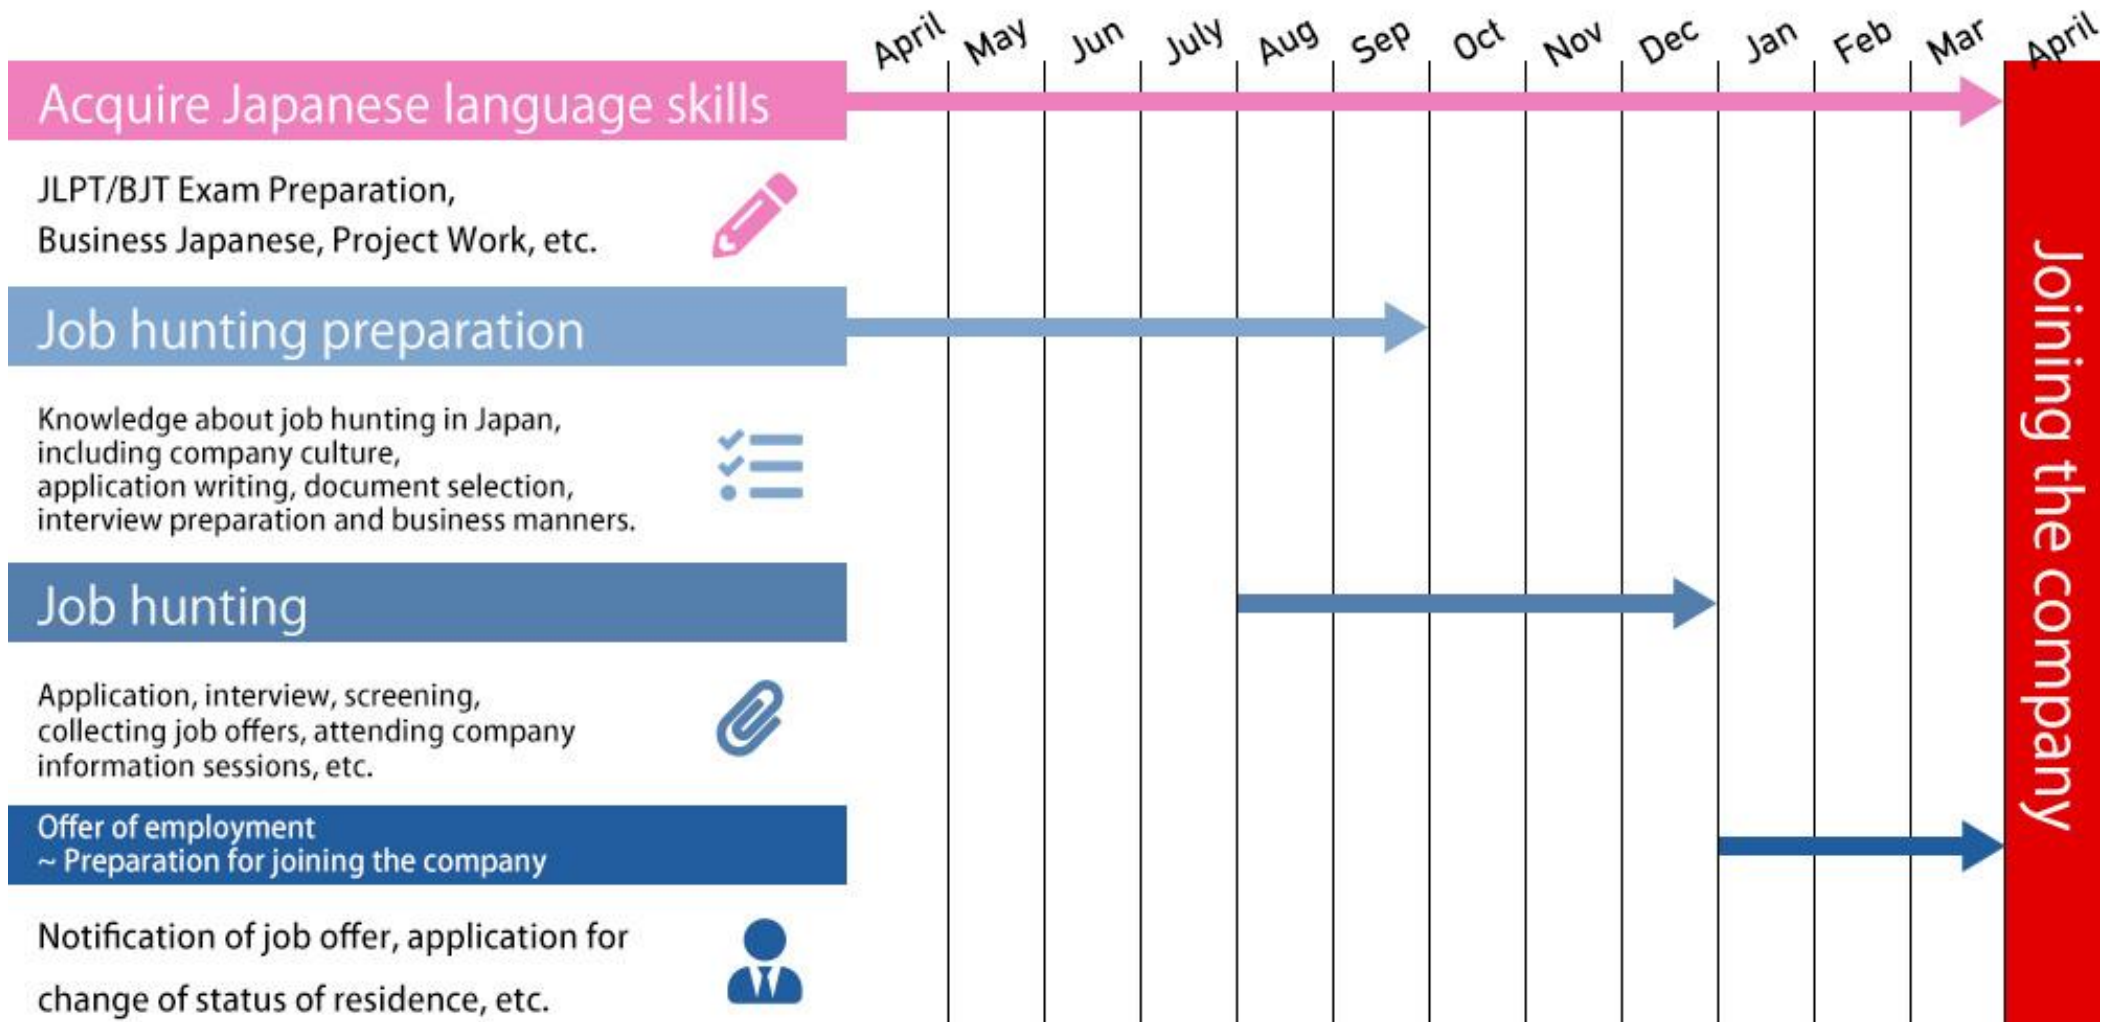 April May Jun July Aug Sep Oct Nov Dec Jan Feb Mar April
Acquire Japanese language skills
JLPT/BJT Exam Preparation,
Business Japanese, Project Work, etc.
Job hunting preparation
Knowledge about job hunting in Japan,
including company culture,
application writing, document selection,
interview preparation and business manners.
Job hunting
Application, interview, screening,
collecting job offers, attending company
information sessions, etc.
Offer of employment
~ Preparation for joining the company
Notification of job offer, application for
change of status of residence, etc.
Joining the company